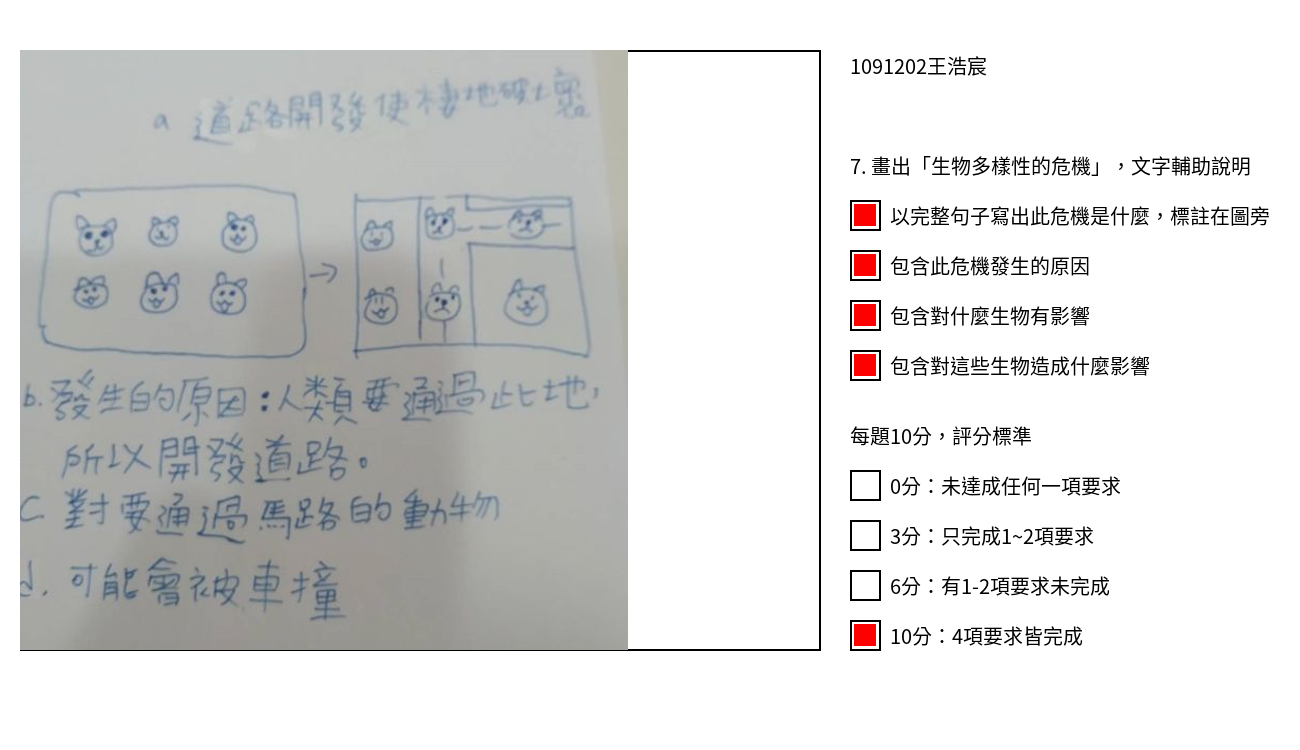 a 道路開發使棲地破壞
b. 發生的原因：人類要通過此地，
所以開發道路。
C 對要通過馬路的動物
d. 可能會被車撞
1091202王浩宸
7. 畫出「生物多樣性的危機」，文字輔助說明
以完整句子寫出此危機是什麼，標註在圖旁
包含此危機發生的原因
包含對什麼生物有影響
包含對這些生物造成什麼影響
每題10分，評分標準
0分：未達成任何一項要求
3分：只完成1~2項要求
6分：有1-2項要求未完成
10分：4項要求皆完成